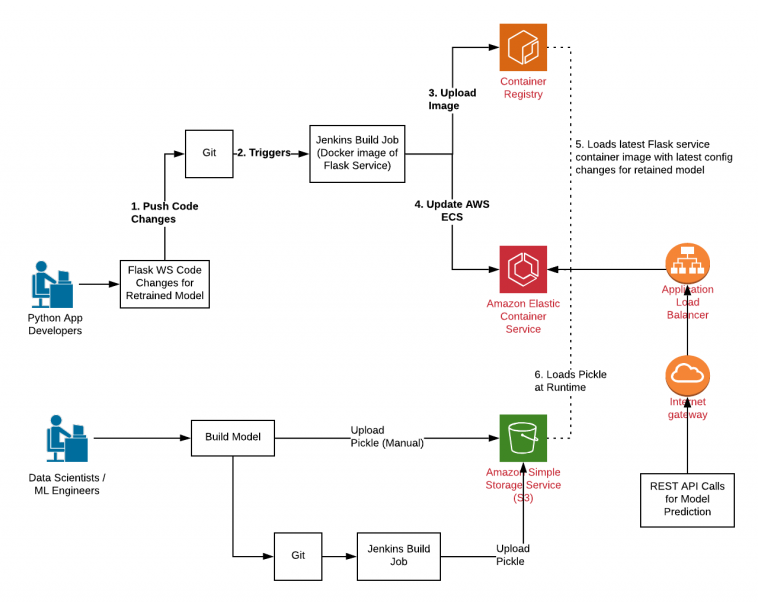 Container
Registry
3. Upload
Image
Git
2. Triggers
Jenkins Build Job
(Docker image of
Flask Service)
5. Loads latest Flask service
container image with latest config
changes for retained model
1. Push Code
Changes
4. Update AWS
ECS
Flask WS Code
Changes for
Retrained Model
Python App
Developers
Amazon Elastic
Container
Service
Application
Load
Balancer
6. Loads Pickle
at Runtime
Internet
gateway
Build Model
Upload
Pickle (Manual)
Data Scientists /
ML Engineers
Amazon Simple
Storage Service
(S3)
REST API Calls
for Model
Prediction
Git
Jenkins Build
Job
Upload
Pickle